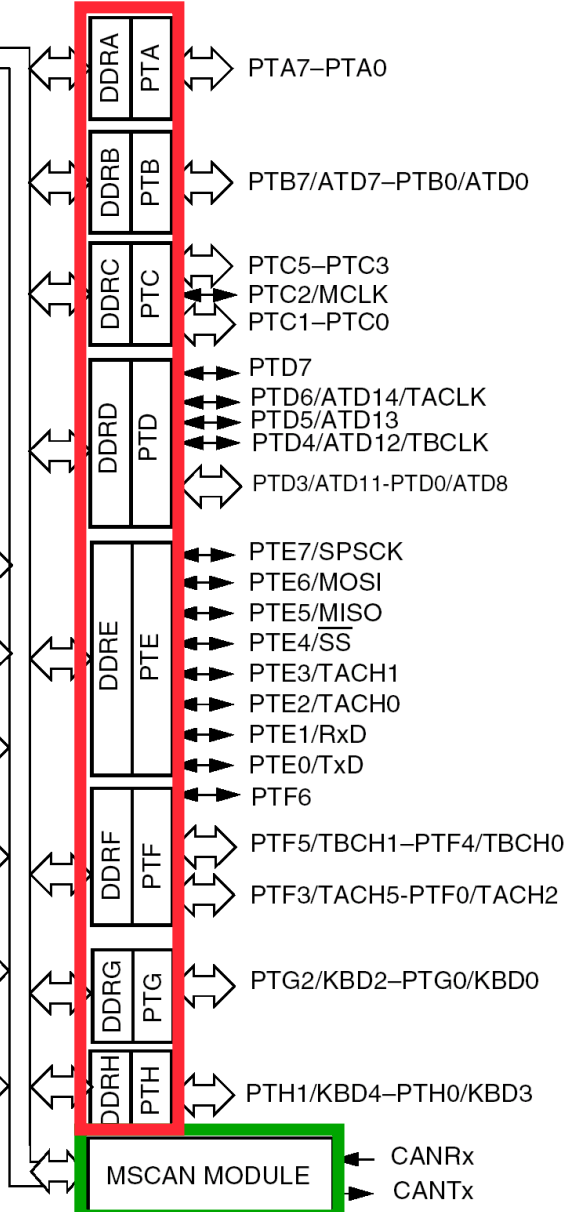 DDRA PTA PTA7–PTA0
DDRB PTB PTB7/ATD7–PTB0/ATD0
DDRC PTC PTC5–PTC3
PTC2/MCLK
PTC1–PTC0
DDRD PTD PTD7
PTD6/ATD14/TACLK
PTD5/ATD13
PTD4/ATD12/TBCLK
PTD3/ATD11-PTD0/ATD8
DDRE PTE PTE7/SPSCK
PTE6/MOSI
PTE5/MISO
PTE4/SS
PTE3/TACH1
PTE2/TACH0
PTE1/RxD
PTE0/TxD
DDRF PTF PTF6
PTF5/TBCH1–PTF4/TBCH0
PTF3/TACH5-PTF0/TACH2
DDRG PTG PTG2/KBD2–PTG0/KBD0
DDRH PTH PTH1/KBD4–PTH0/KBD3
MSCAN MODULE CANRx
CANTx